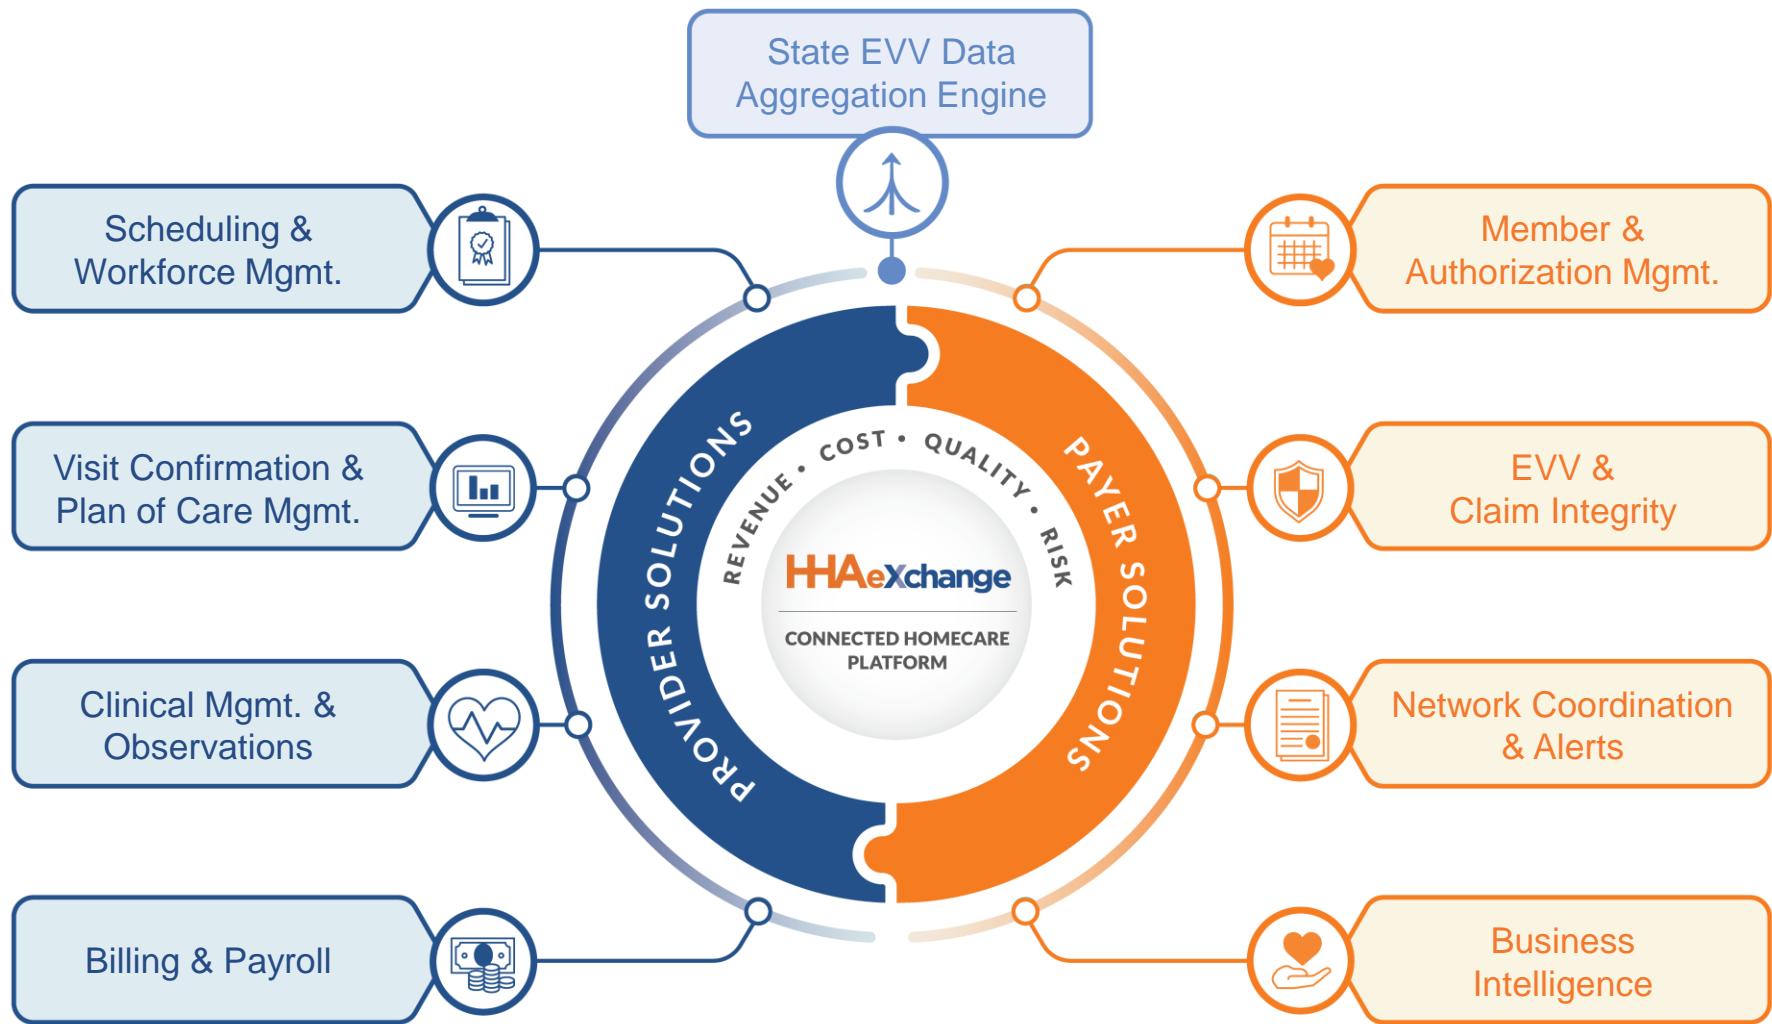 State EVV Data
Aggregation Engine
Scheduling &
Workforce Mgmt.
Visit Confirmation &
Plan of Care Mgmt.
Clinical Mgmt. &
Observations
Billing & Payroll
PROVIDER SOLUTIONS
REVENUE • COST • QUALITY • RISK
HHAeXchange
CONNECTED HOMECARE
PLATFORM
PAYER SOLUTIONS
Member &
Authorization Mgmt.
EVV &
Claim Integrity
Network Coordination
& Alerts
Business
Intelligence